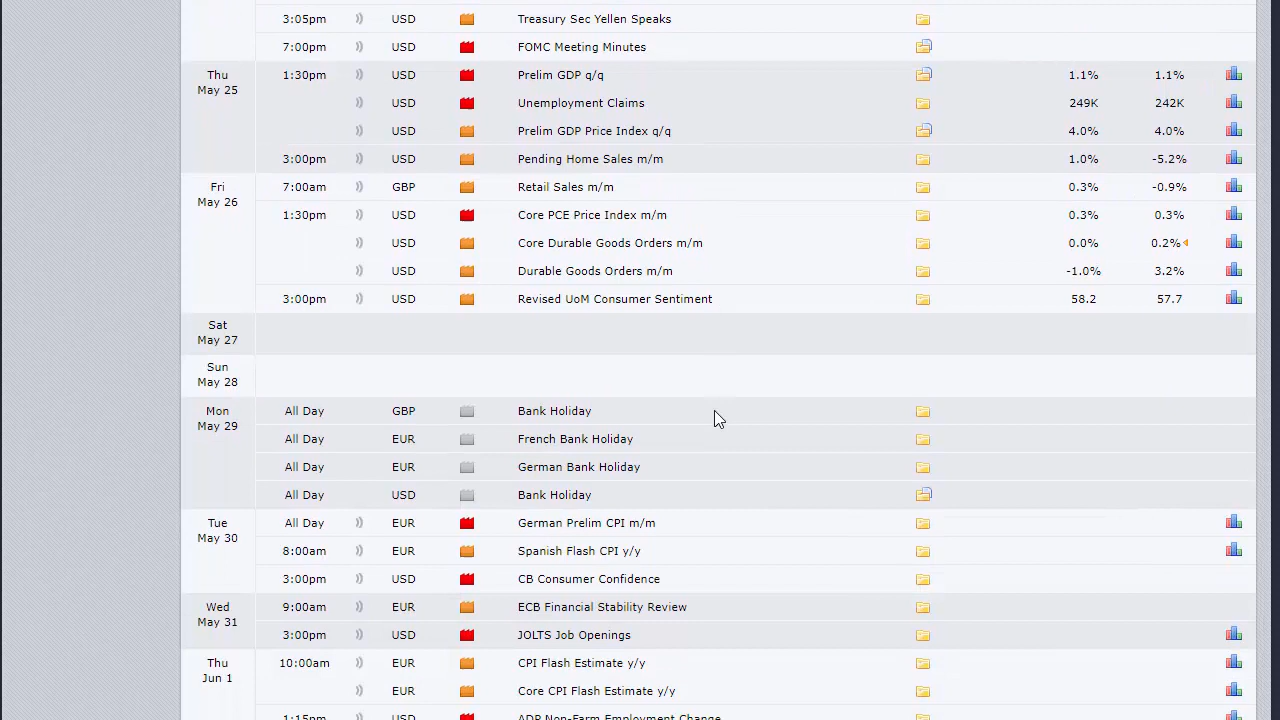 3:05pm USD Treasury Sec Yellen Speaks
7:00pm USD FOMC Meeting Minutes
Thu May 25 1:30pm USD Prelim GDP q/q 1.1% 1.1%
USD Unemployment Claims 249K 242K
USD Prelim GDP Price Index q/q 4.0% 4.0%
3:00pm USD Pending Home Sales m/m 1.0% -5.2%
Fri May 26 7:00am GBP Retail Sales m/m 0.3% -0.9%
1:30pm USD Core PCE Price Index m/m 0.3% 0.3%
USD Core Durable Goods Orders m/m 0.0% 0.2%
USD Durable Goods Orders m/m -1.0% 3.2%
3:00pm USD Revised UoM Consumer Sentiment 58.2 57.7
Sat May 27
Sun May 28
Mon May 29 All Day GBP Bank Holiday
All Day EUR French Bank Holiday
All Day EUR German Bank Holiday
All Day USD Bank Holiday
Tue May 30 All Day EUR German Prelim CPI m/m
8:00am EUR Spanish Flash CPI y/y
3:00pm USD CB Consumer Confidence
Wed May 31 9:00am EUR ECB Financial Stability Review
3:00pm USD JOLTS Job Openings
Thu Jun 1 10:00am EUR CPI Flash Estimate y/y
EUR Core CPI Flash Estimate y/y
1:15pm USD ADP Non-Farm Employment Change